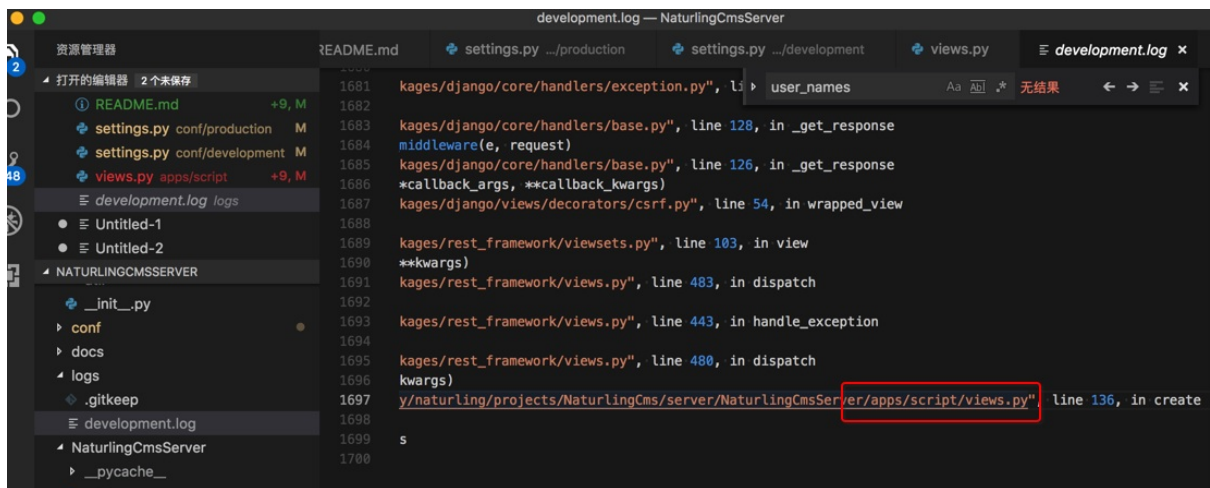 development.log — NaturlingCmsServer
资源管理器
README.md
settings.py .../production
settings.py .../development
views.py
development.log ×
2
打开的编辑器 2 个未保存
README.md +9, M
settings.py conf/production M
settings.py conf/development M
views.py apps/script +9, M
development.log logs
Untitled-1
Untitled-2
48
NATURLINGCMSSERVER
__init__.py
conf
docs
logs
.gitkeep
development.log
NaturlingCmsServer
__pycache__
user_names
Aa Abl .* 无结果
1681 kages/django/core/handlers/exception.py", li
1682
1683 kages/django/core/handlers/base.py", line 128, in _get_response
1684 middleware(e, request)
1685 kages/django/core/handlers/base.py", line 126, in _get_response
1686 *callback_args, **callback_kwargs)
1687 kages/django/views/decorators/csrf.py", line 54, in wrapped_view
1688
1689 kages/rest_framework/viewsets.py", line 103, in view
1690 **kwargs)
1691 kages/rest_framework/views.py", line 483, in dispatch
1692
1693 kages/rest_framework/views.py", line 443, in handle_exception
1694
1695 kages/rest_framework/views.py", line 480, in dispatch
1696 kwargs)
1697 y/naturling/projects/NaturlingCms/server/NaturlingCmsServer/apps/script/views.py", line 136, in create
1698
1699 s
1700